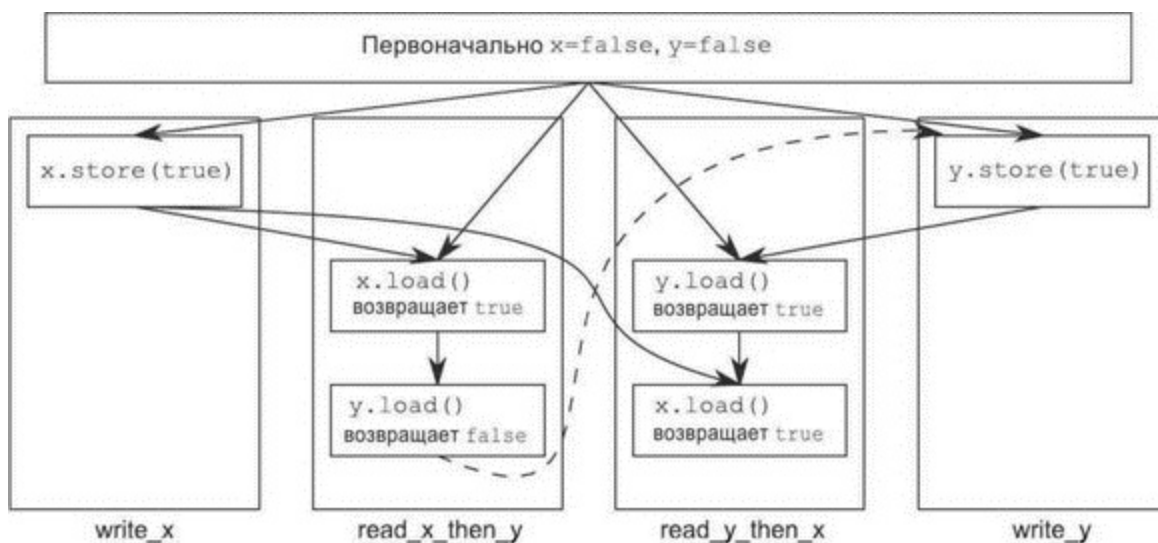 Первоначально x=false, y=false
x.store(true)
y.store(true)
x.load()
возвращает true
y.load()
возвращает true
y.load()
возвращает false
x.load()
возвращает true
write_x
read_x_then_y
read_y_then_x
write_y